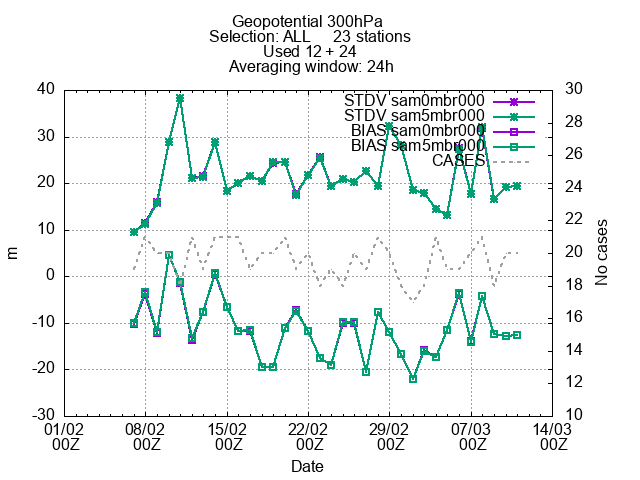 Geopotential 300hPa
Selection: ALL     23 stations
Used 12 + 24
Averaging window: 24h
STDV sam0mbr000
STDV sam5mbr000
BIAS sam0mbr000
BIAS sam5mbr000
CASES
40
30
20
10
0
-10
-20
-30
m
30
28
26
24
22
20
18
16
14
12
10
No cases
01/02 08/02 15/02 22/02 29/02 07/03 14/03
00Z 00Z 00Z 00Z 00Z 00Z 00Z
Date